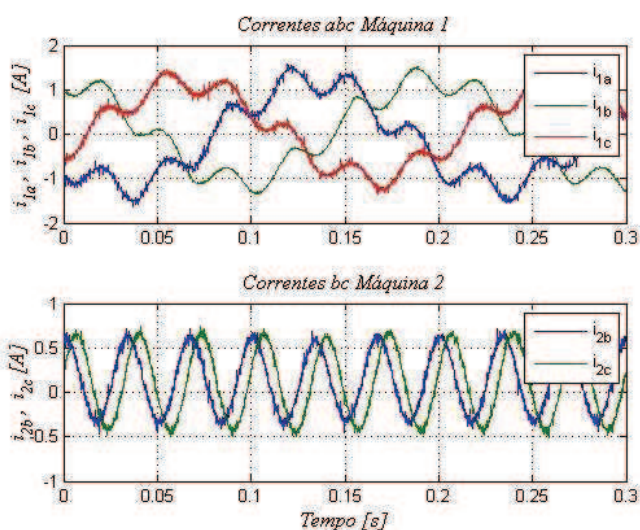 Correntes abc Máquina 1
i1a, i1b, i1c [A]
2
1
0
-1
-2
i1a
i1b
i1c
0
0.05
0.1
0.15
0.2
0.25
0.3
Correntes bc Máquina 2
i2b, i2c [A]
1
0.5
0
-0.5
-1
i2b
i2c
0
0.05
0.1
0.15
0.2
0.25
0.3
Tempo [s]